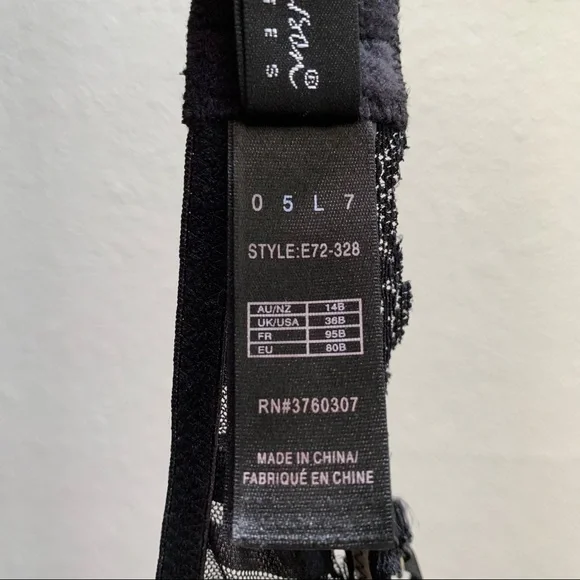 0 5 L 7
STYLE:E72-328
AU/NZ 14B
UK/USA 36B
FR 95B
EU 80B
RN#3760307
MADE IN CHINA/
FABRIQUÉ EN CHINE